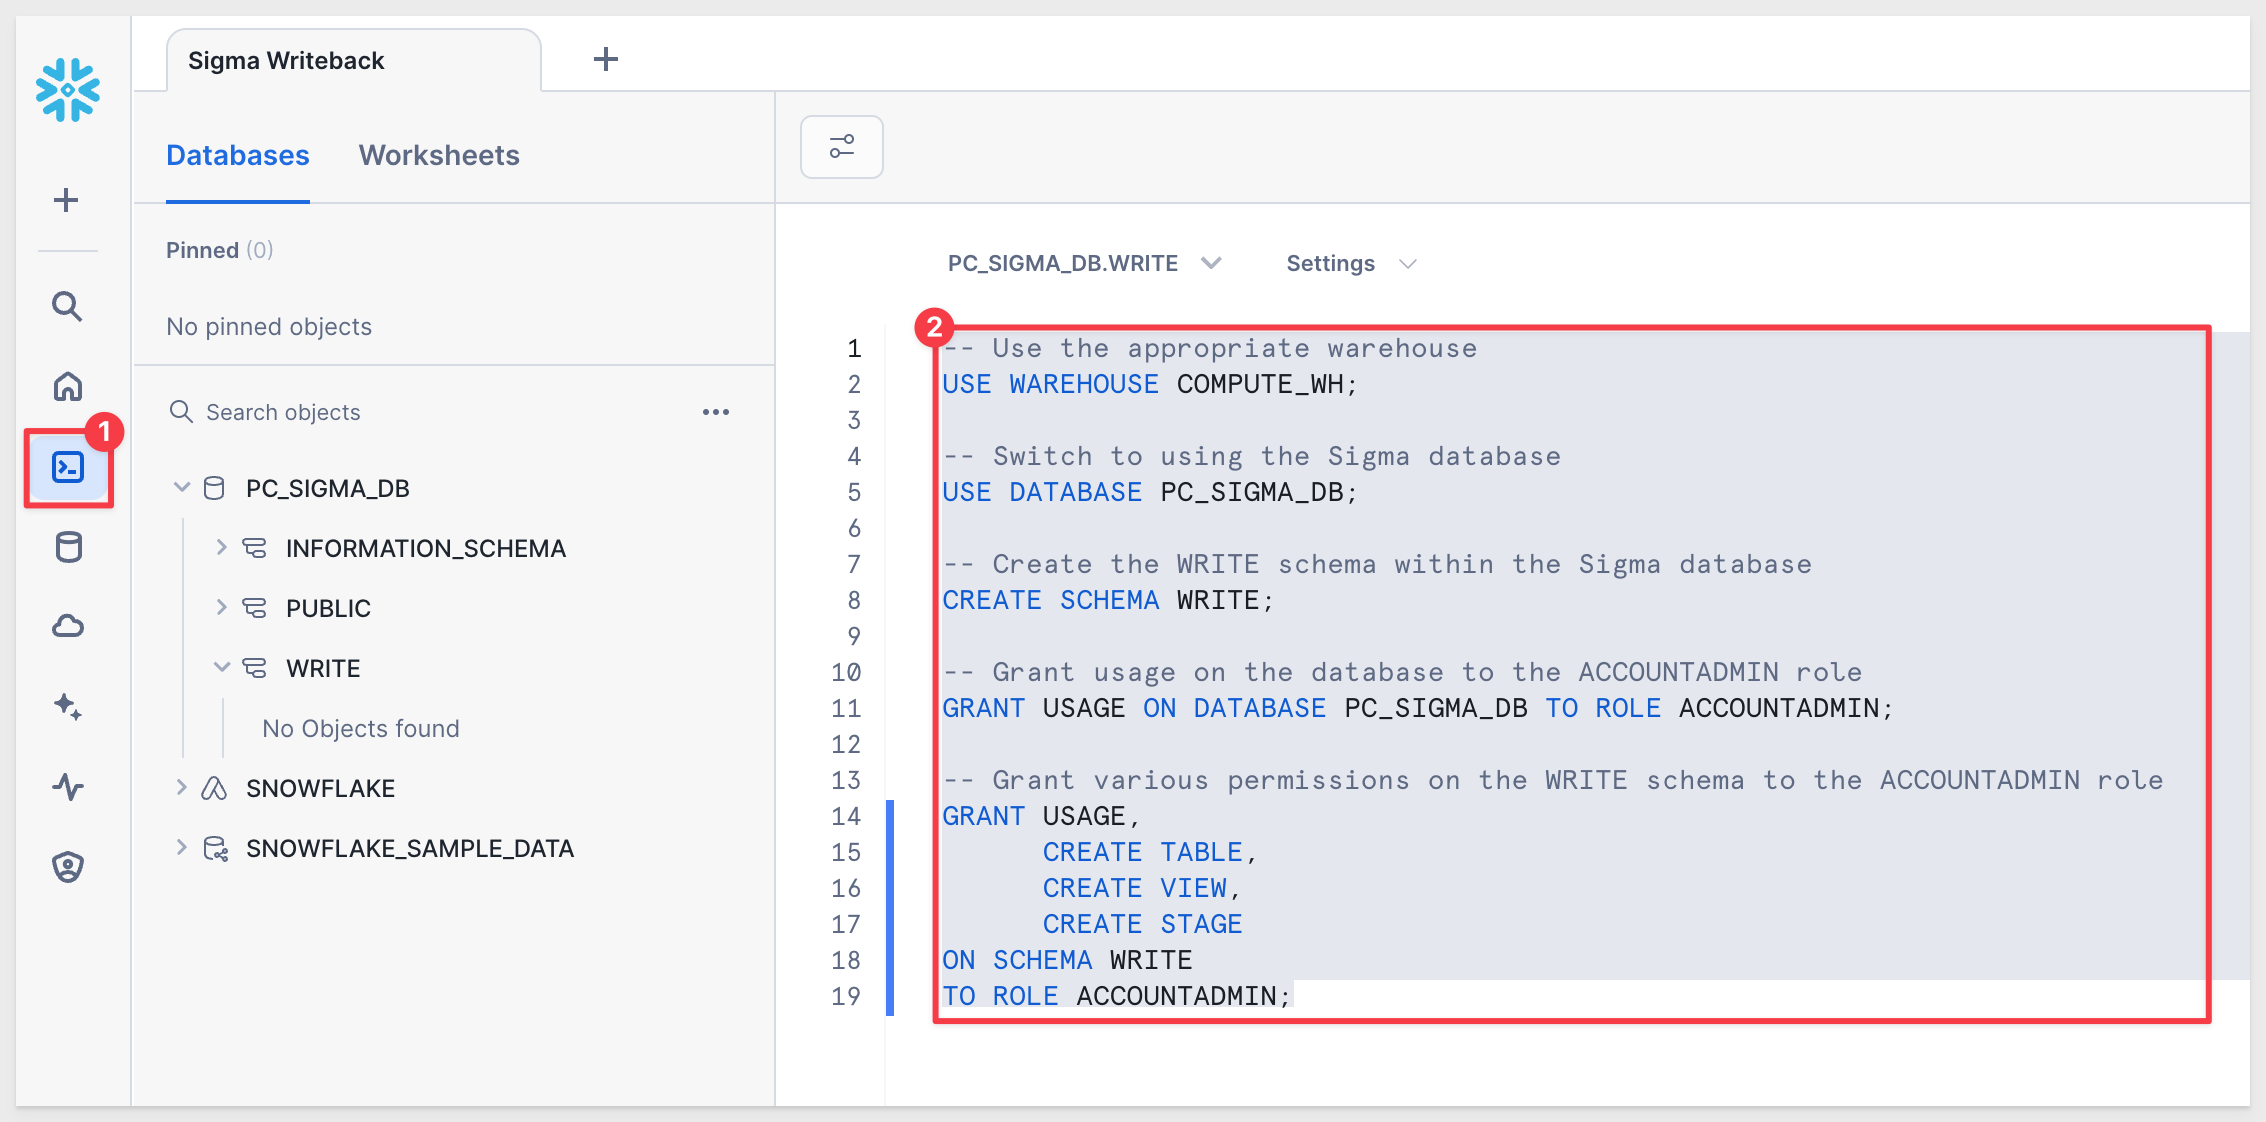 Sigma Writeback
Databases Worksheets
Pinned (0)
No pinned objects
Search objects
PC_SIGMA_DB
INFORMATION_SCHEMA
PUBLIC
WRITE
No Objects found
SNOWFLAKE
SNOWFLAKE_SAMPLE_DATA
1
PC_SIGMA_DB.WRITE Settings
2
1 -- Use the appropriate warehouse
2 USE WAREHOUSE COMPUTE_WH;
3
4 -- Switch to using the Sigma database
5 USE DATABASE PC_SIGMA_DB;
6
7 -- Create the WRITE schema within the Sigma database
8 CREATE SCHEMA WRITE;
9
10 -- Grant usage on the database to the ACCOUNTADMIN role
11 GRANT USAGE ON DATABASE PC_SIGMA_DB TO ROLE ACCOUNTADMIN;
12
13 -- Grant various permissions on the WRITE schema to the ACCOUNTADMIN role
14 GRANT USAGE,
15 CREATE TABLE,
16 CREATE VIEW,
17 CREATE STAGE
18 ON SCHEMA WRITE
19 TO ROLE ACCOUNTADMIN;